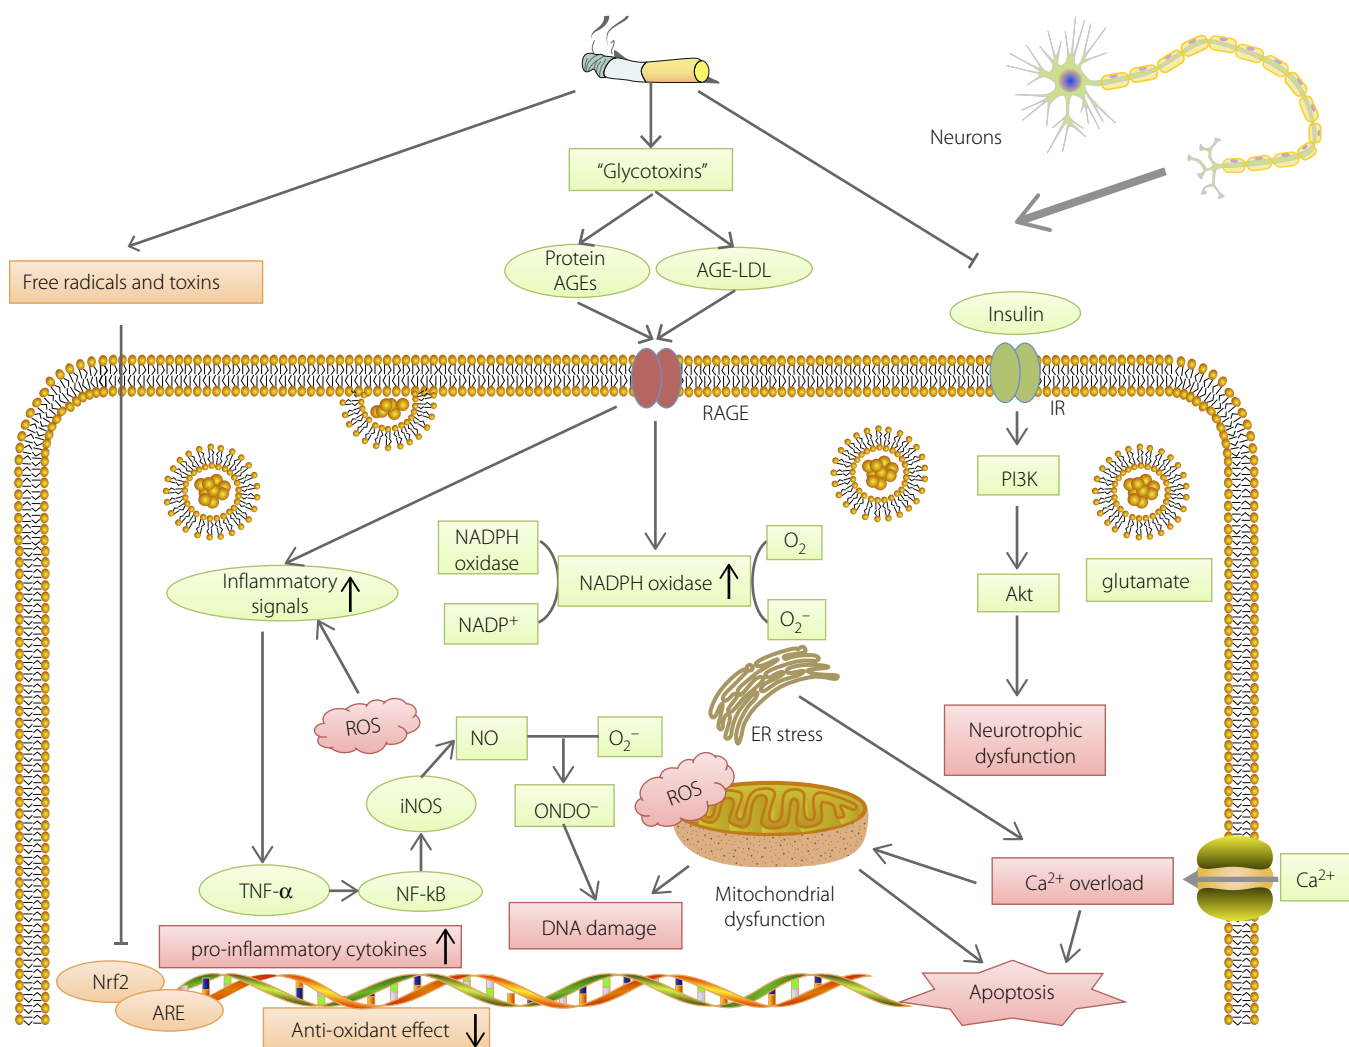 Neurons
“Glycotoxins”
Protein
AGEs
AGE-LDL
Free radicals and toxins
Insulin
RAGE
IR
PI3K
NADPH
oxidase
O₂
NADPH oxidase
glutamate
Inflammatory
signals
Akt
NADP⁺
O₂⁻
ROS
NO
O₂⁻
ER stress
Neurotrophic
dysfunction
ROS
iNOS
ONDO⁻
TNF-α
NF-kB
Mitochondrial
dysfunction
Ca²⁺ overload
Ca²⁺
DNA damage
pro-inflammatory cytokines
Nrf2
ARE
Apoptosis
Anti-oxidant effect